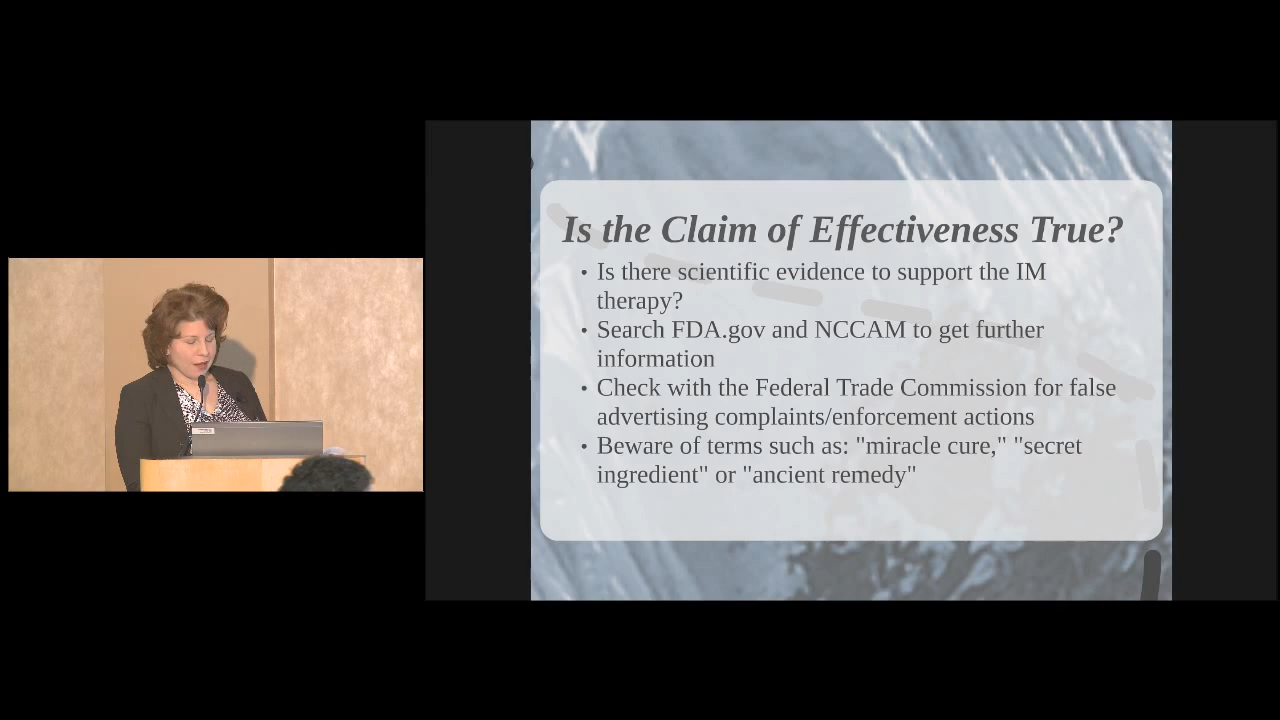 Is the Claim of Effectiveness True?
• Is there scientific evidence to support the IM
therapy?
• Search FDA.gov and NCCAM to get further
information
• Check with the Federal Trade Commission for false
advertising complaints/enforcement actions
• Beware of terms such as: "miracle cure," "secret
ingredient" or "ancient remedy"